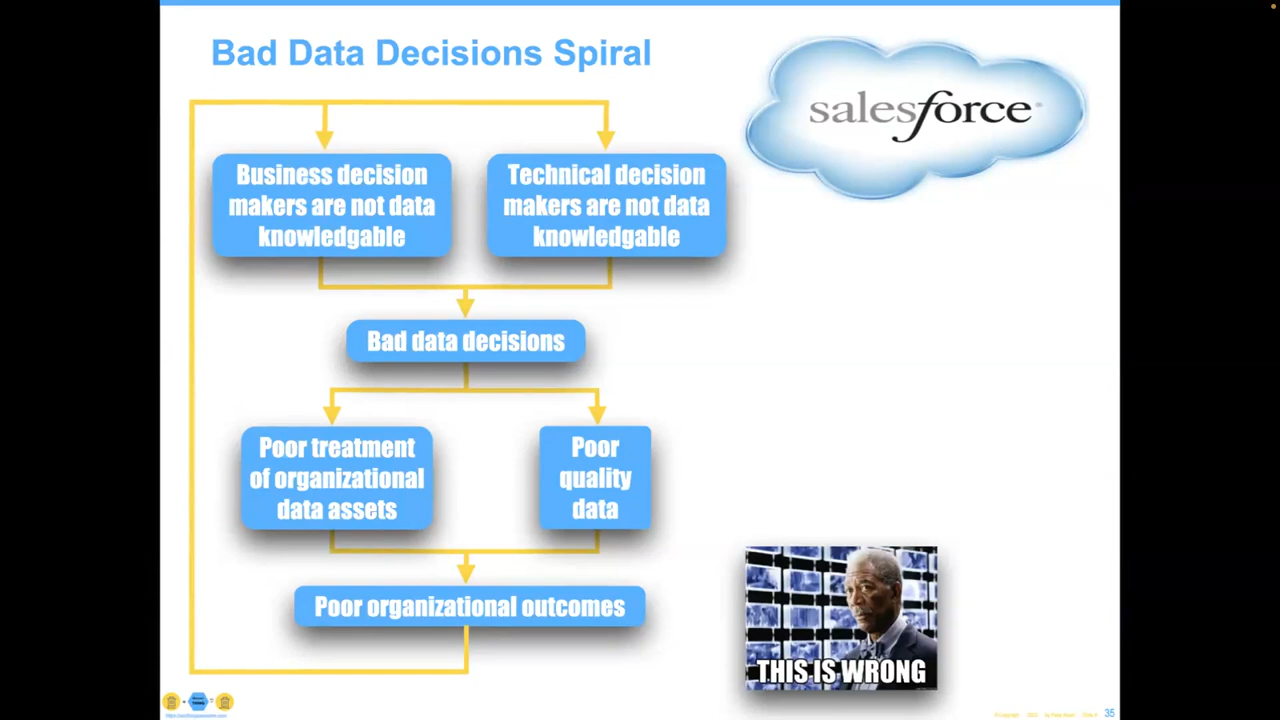 Bad Data Decisions Spiral
salesforce
Business decision
makers are not data
knowledgable
Technical decision
makers are not data
knowledgable
Bad data decisions
Poor treatment
of organizational
data assets
Poor
quality
data
Poor organizational outcomes
THIS IS WRONG
35